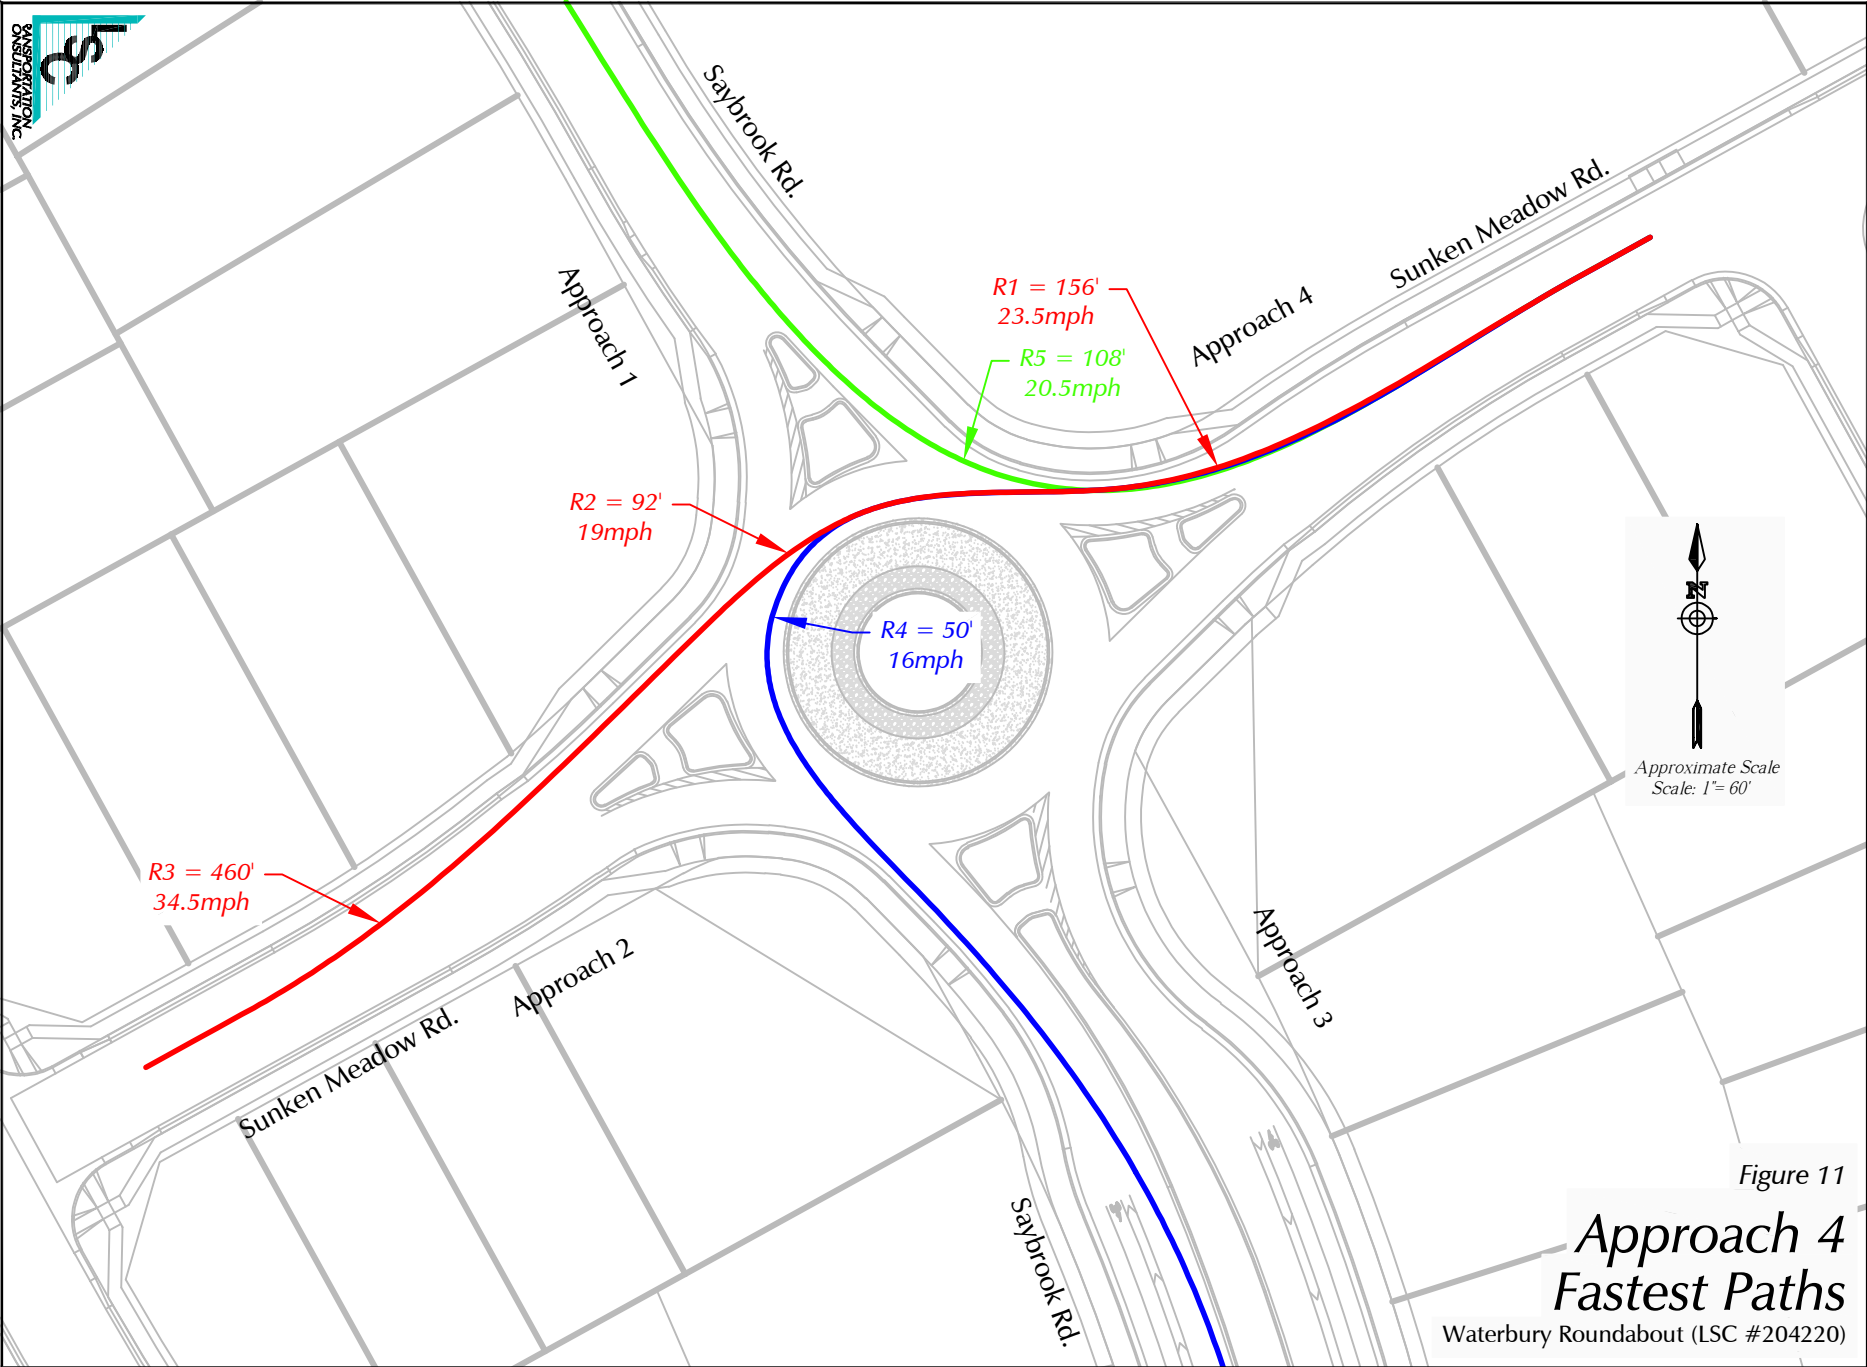 LSC
TRANSPORTATION
CONSULTANTS, INC.
Saybrook Rd.
Approach 1
R1 = 156'
23.5mph
R5 = 108'
20.5mph
Approach 4
Sunken Meadow Rd.
R2 = 92'
19mph
R4 = 50'
16mph
N
Approximate Scale
Scale: 1"= 60'
R3 = 460'
34.5mph
Approach 2
Sunken Meadow Rd.
Approach 3
Saybrook Rd.
Figure 11
Approach 4
Fastest Paths
Waterbury Roundabout (LSC #204220)